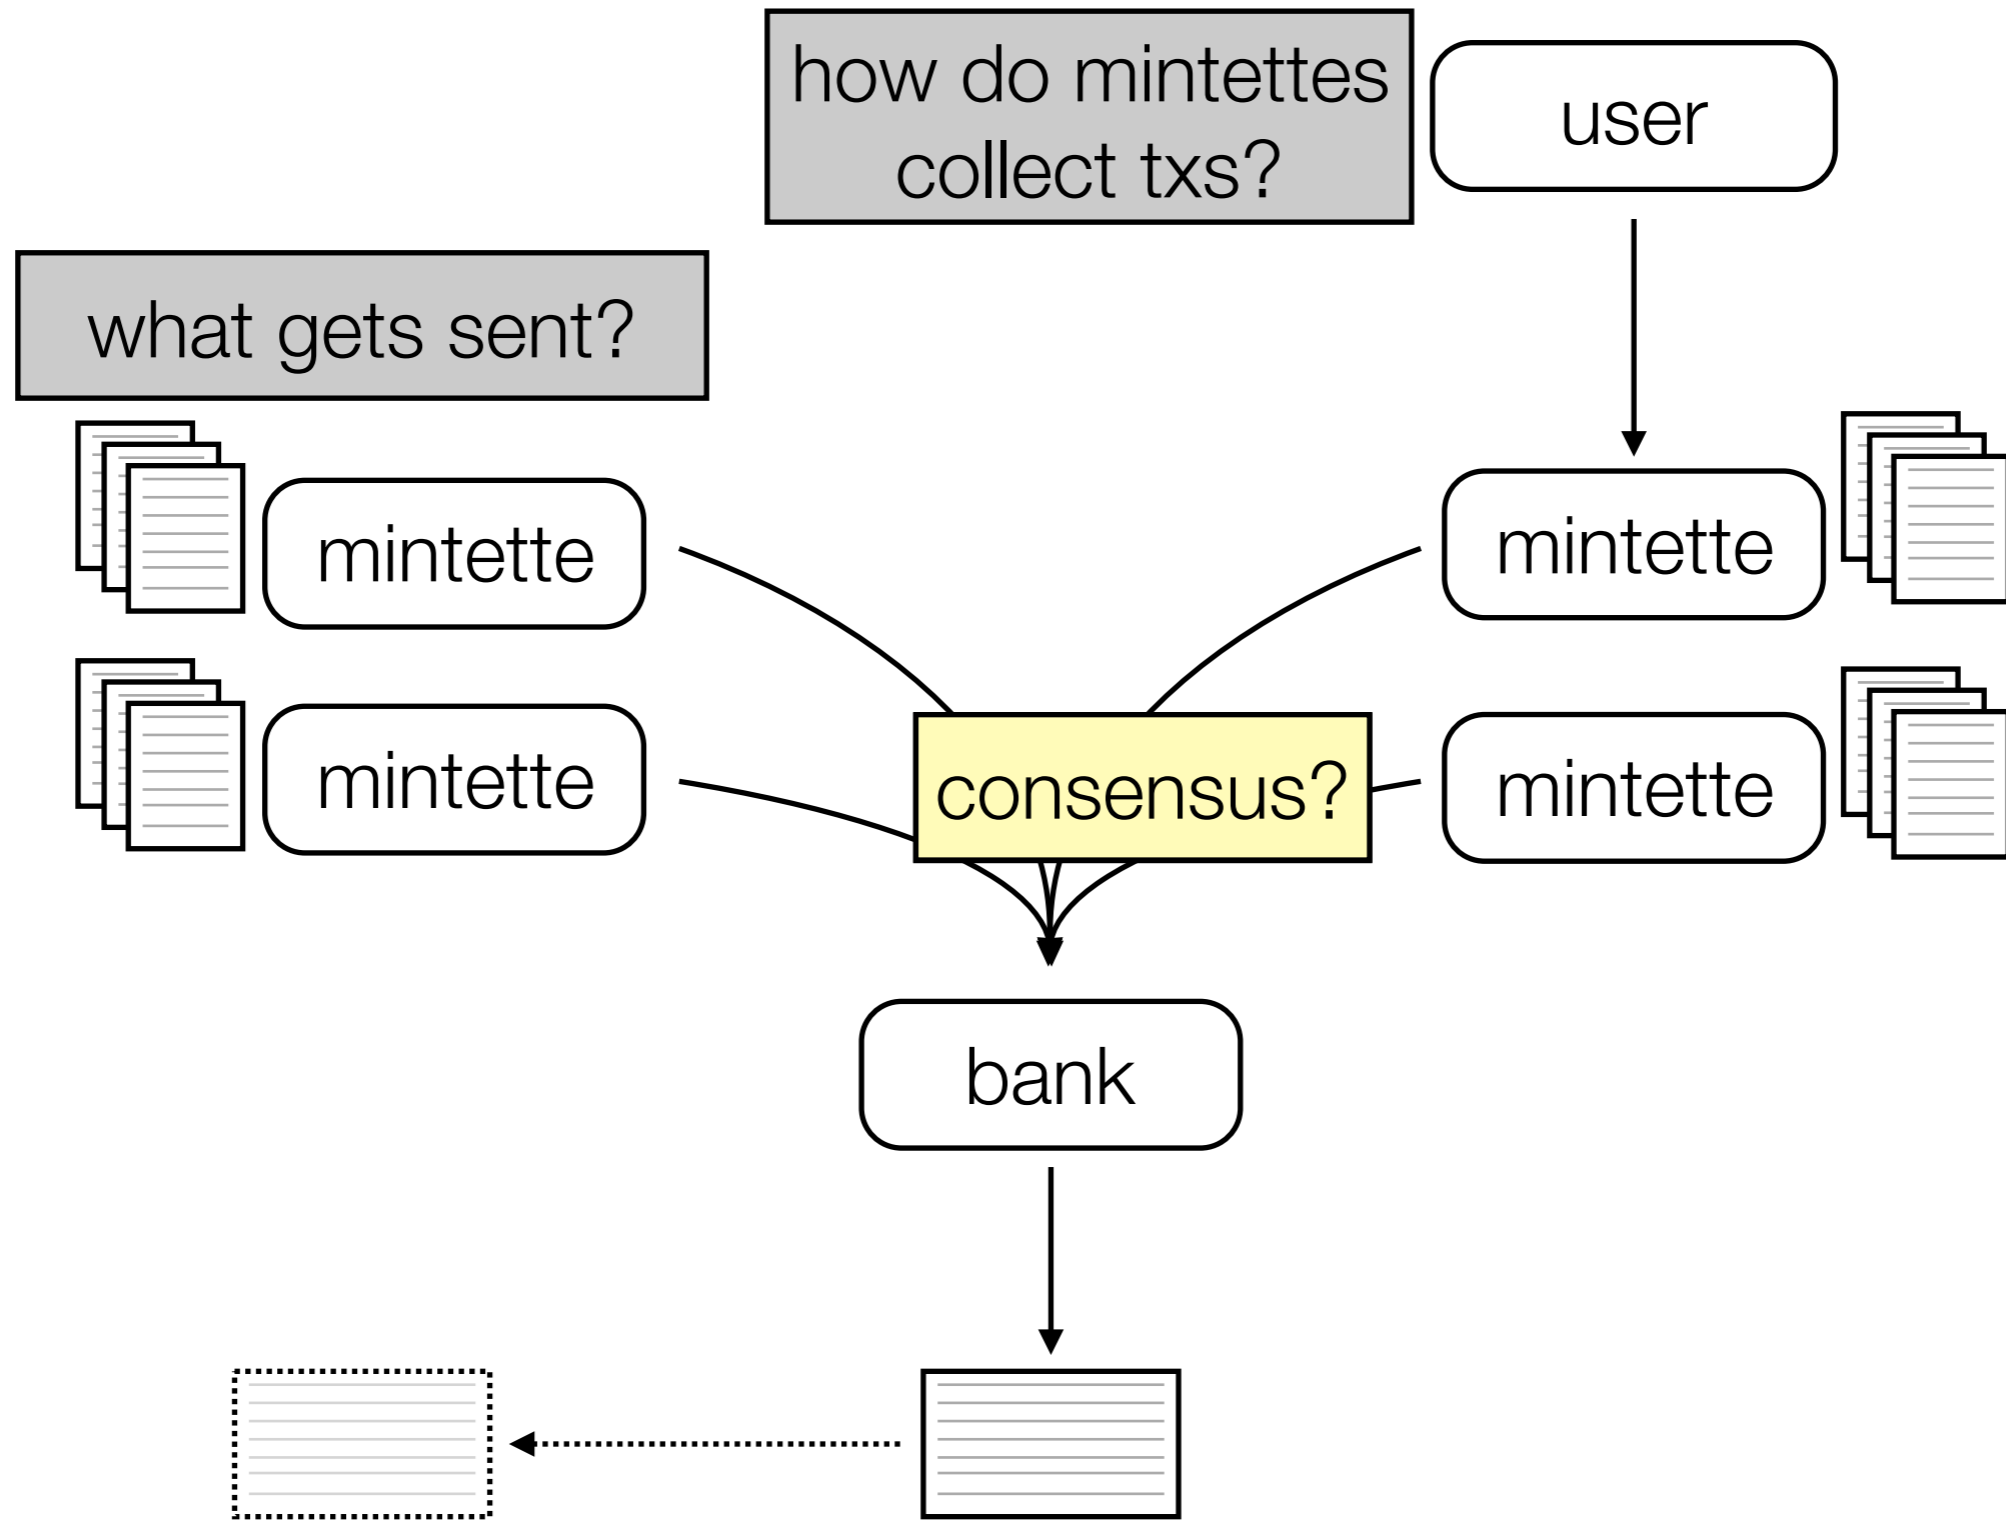 how do mintettes
collect txs?
user
what gets sent?
mintette
mintette
mintette
mintette
consensus?
bank